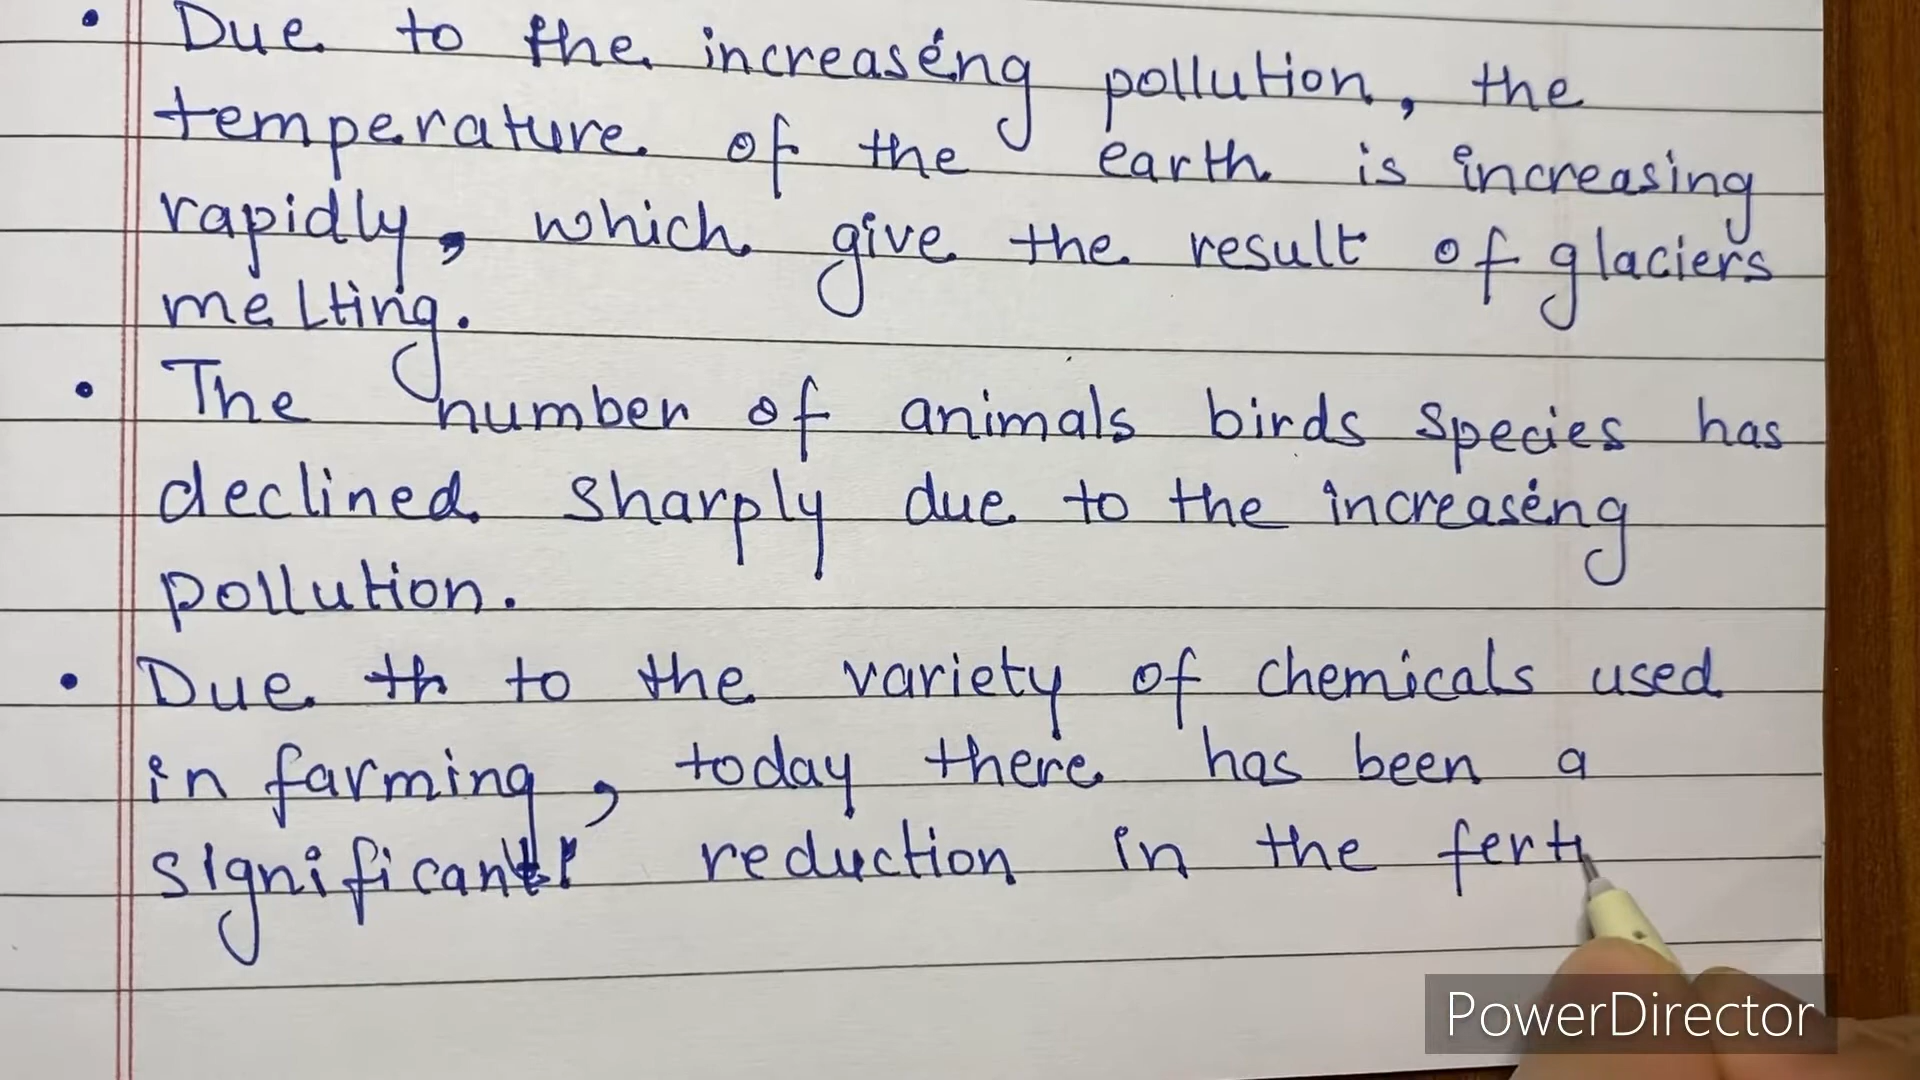 • Due to the increasing pollution, the
temperature of the earth is increasing
rapidly, which give the result of glaciers
melting.
• The number of animals birds species has
declined sharply due to the increasing
pollution.
• Due th to the variety of chemicals used
in farming, today there has been a
significant reduction in the fert
PowerDirector